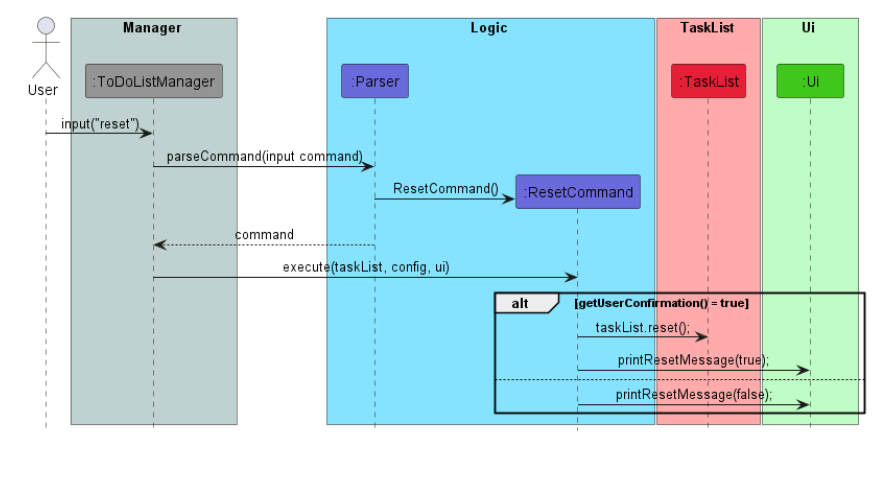 Manager
Logic
TaskList
Ui
User
:ToDoListManager
:Parser
:TaskList
:Ui
input("reset")
parseCommand(input command)
ResetCommand()
:ResetCommand
command
execute(taskList, config, ui)
alt
[getUserConfirmation() = true]
taskList.reset();
printResetMessage(true);
printResetMessage(false);